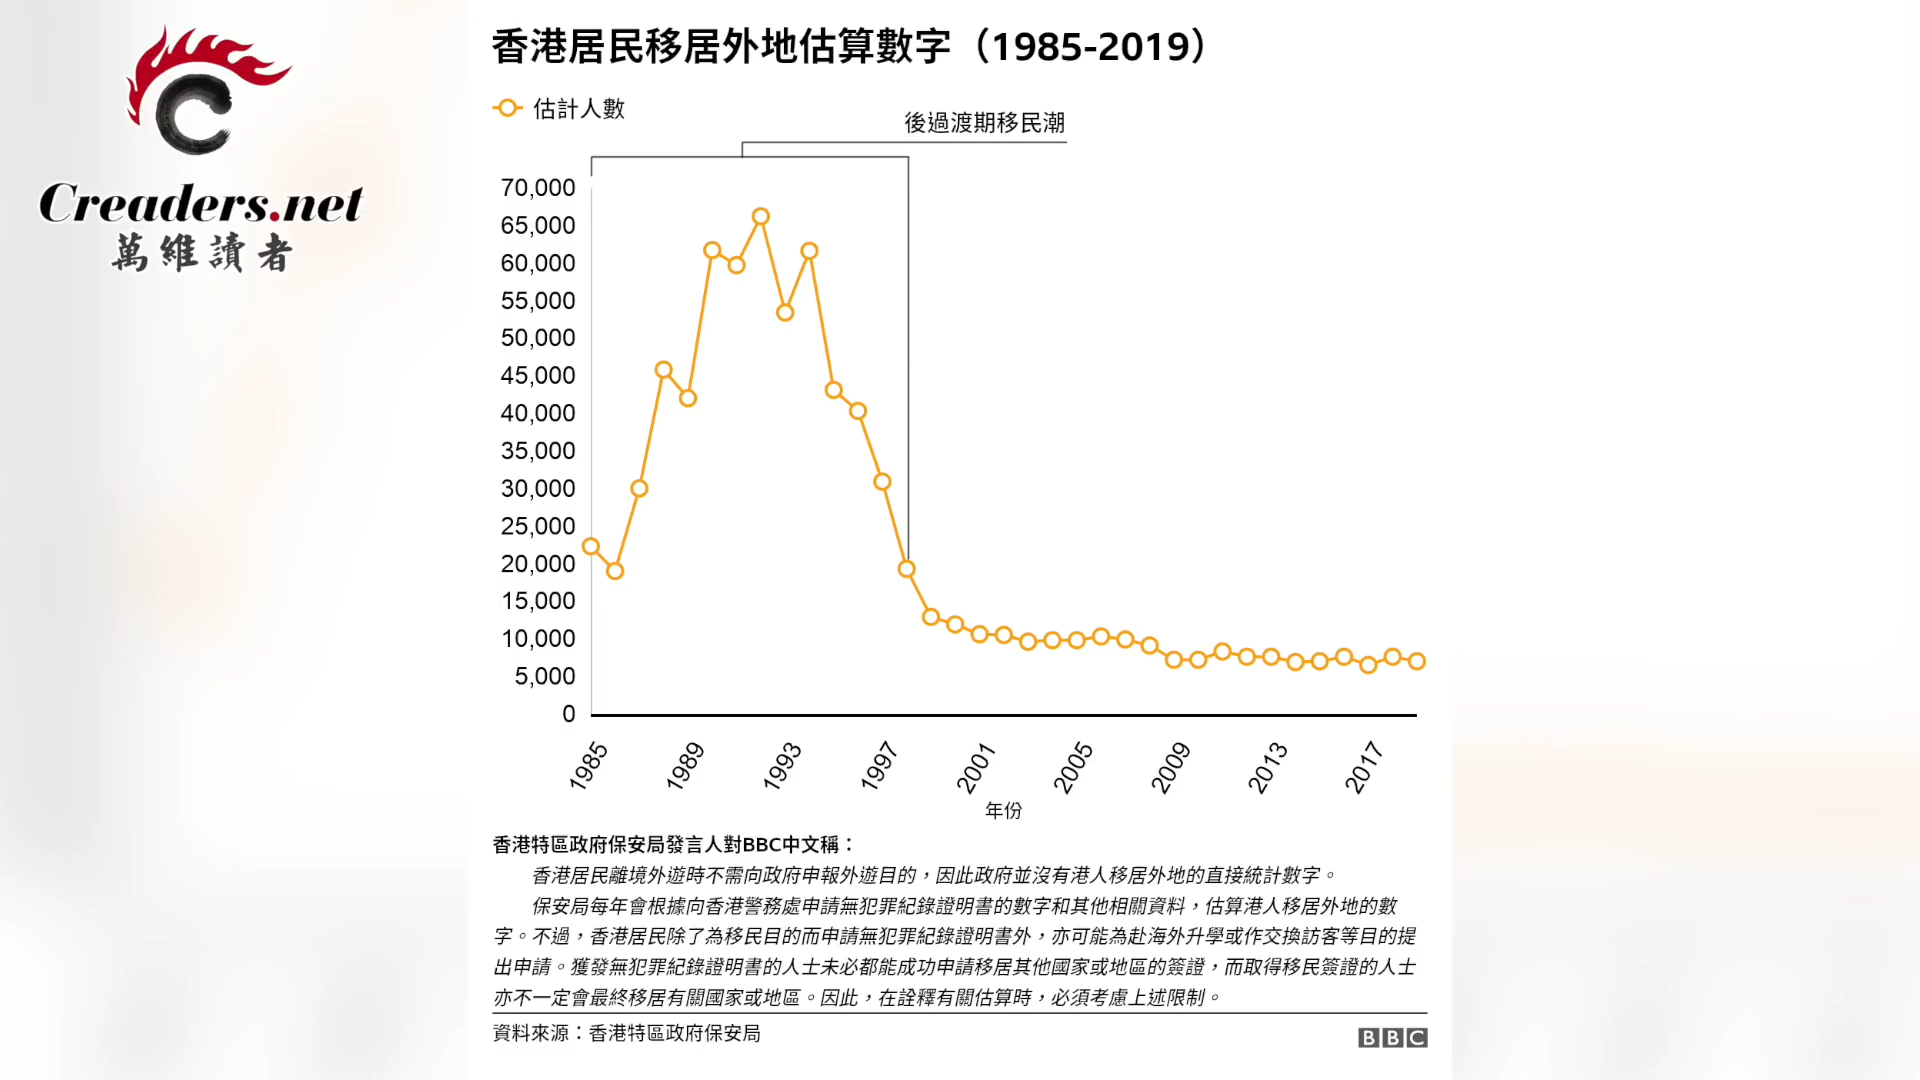 Creaders.net
萬維讀者
香港居民移居外地估算數字（1985-2019）
估計人數
後過渡期移民潮
70,000
65,000
60,000
55,000
50,000
45,000
40,000
35,000
30,000
25,000
20,000
15,000
10,000
5,000
0
1985
1989
1993
1997
2001
2005
2009
2013
2017
年份
香港特區政府保安局發言人對BBC中文稱：
香港居民離境外遊時不需向政府申報外遊目的，因此政府並沒有港人移居外地的直接統計數字。
保安局每年會根據向香港警務處申請無犯罪紀錄證明書的數字和其他相關資料，估算港人移居外地的數
字。不過，香港居民除了為移民目的而申請無犯罪紀錄證明書外，亦可能為赴海外升學或作交換訪客等目的提
出申請。獲發無犯罪紀錄證明書的人士未必都能成功申請移居其他國家或地區的簽證，而取得移民簽證的人士
亦不一定會最終移居有關國家或地區。因此，在詮釋有關估算時，必須考慮上述限制。
資料來源：香港特區政府保安局
BBC